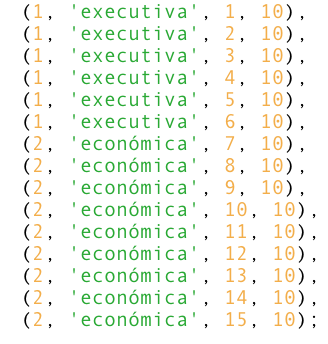 (1, 'executiva', 1, 10),
(1, 'executiva', 2, 10),
(1, 'executiva', 3, 10),
(1, 'executiva', 4, 10),
(1, 'executiva', 5, 10),
(1, 'executiva', 6, 10),
(2, 'económica', 7, 10),
(2, 'económica', 8, 10),
(2, 'económica', 9, 10),
(2, 'económica', 10, 10),
(2, 'económica', 11, 10),
(2, 'económica', 12, 10),
(2, 'económica', 13, 10),
(2, 'económica', 14, 10),
(2, 'económica', 15, 10);